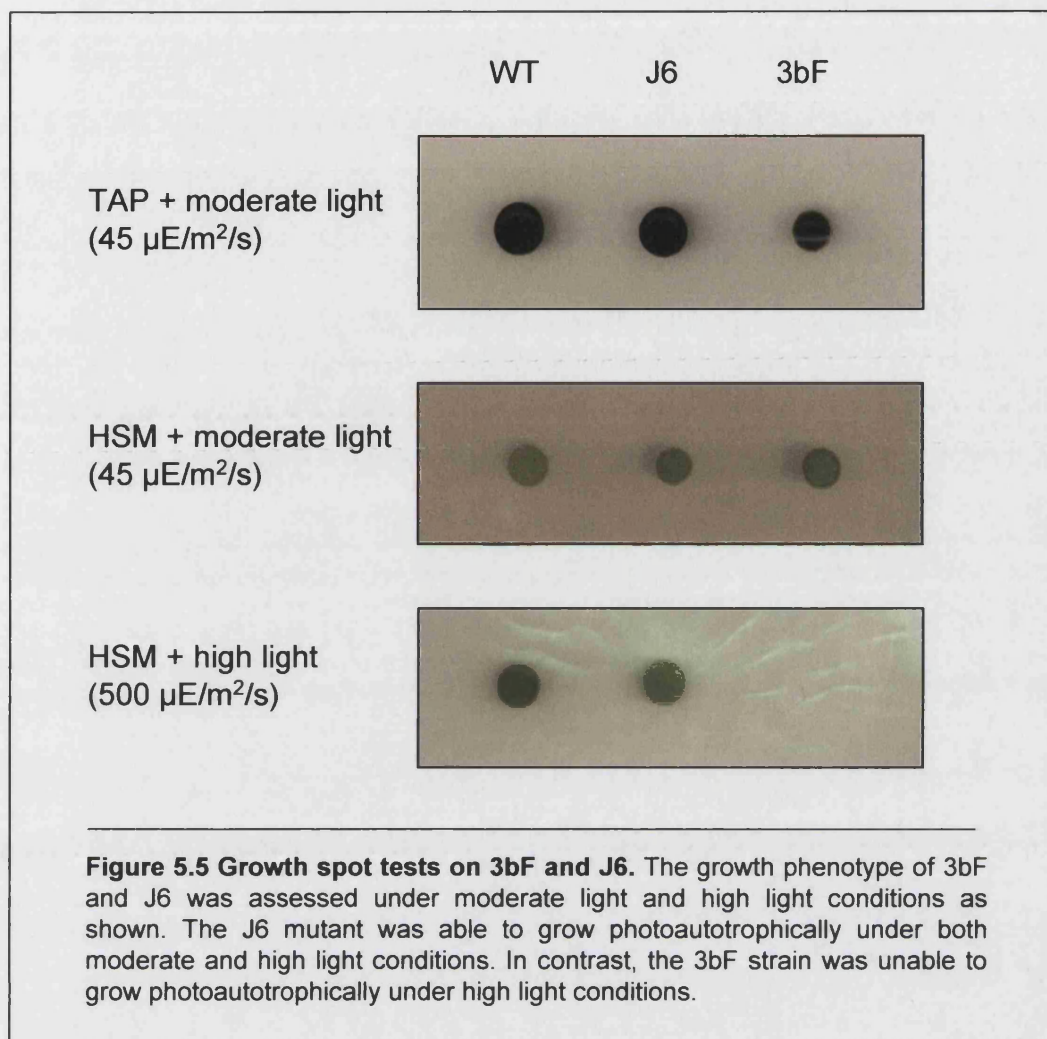 WT J6 3bF
TAP + moderate light
(45 µE/m²/s)
HSM + moderate light
(45 µE/m²/s)
HSM + high light
(500 µE/m²/s)
Figure 5.5 Growth spot tests on 3bF and J6. The growth phenotype of 3bF
and J6 was assessed under moderate light and high light conditions as
shown. The J6 mutant was able to grow photoautotrophically under both
moderate and high light conditions. In contrast, the 3bF strain was unable to
grow photoautotrophically under high light conditions.